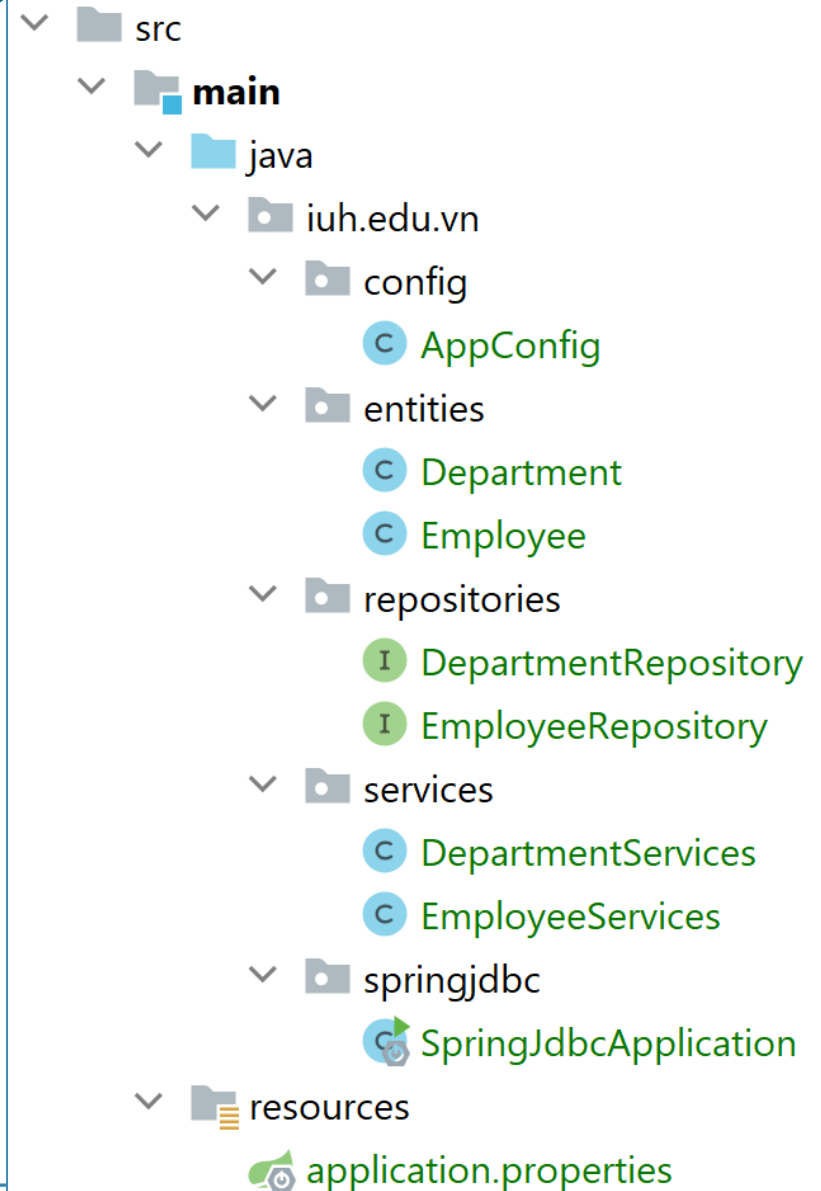 src
main
java
iuh.edu.vn
config
C AppConfig
entities
C Department
C Employee
repositories
I DepartmentRepository
I EmployeeRepository
services
C DepartmentServices
C EmployeeServices
springjdbc
C SpringJdbcApplication
resources
application.properties